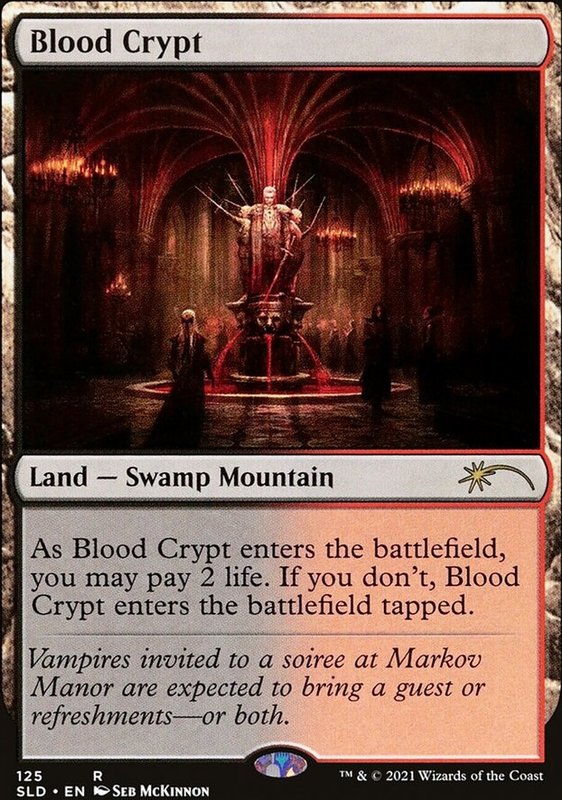 Blood Crypt
Land — Swamp Mountain
As Blood Crypt enters the battlefield,
you may pay 2 life. If you don't, Blood
Crypt enters the battlefield tapped.
Vampires invited to a soiree at Markov
Manor are expected to bring a guest or
refreshments—or both.
125 R
SLD • EN Seb McKinnon
™ & © 2021 Wizards of the Coast